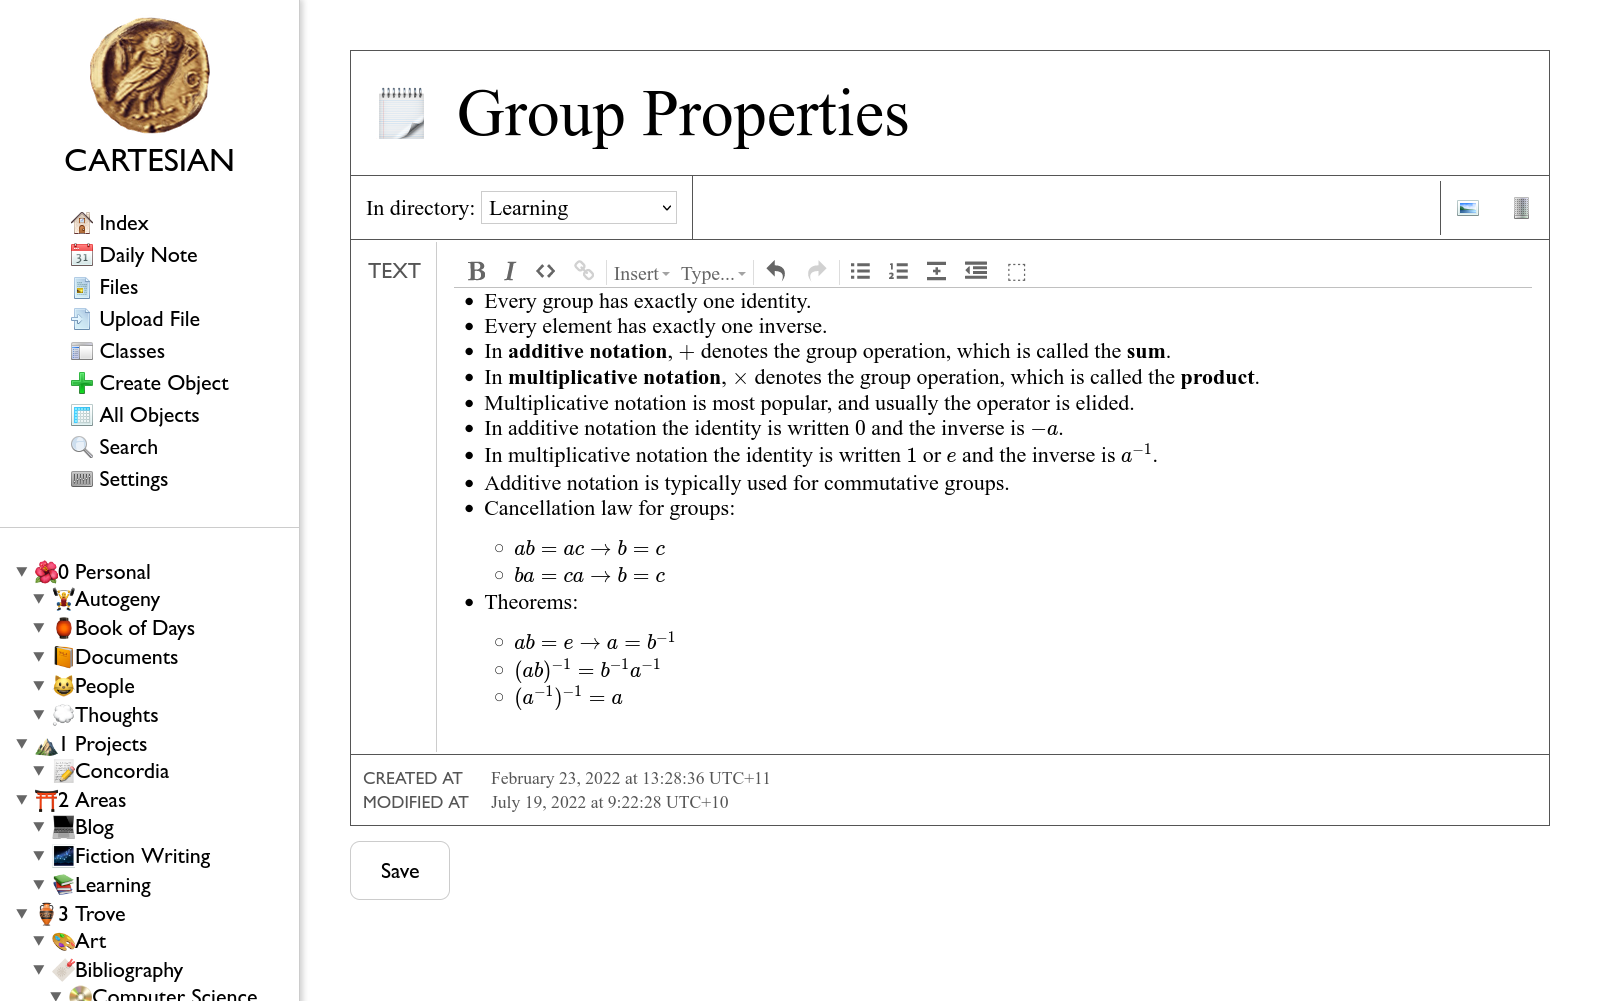 CARTESIAN
Index
Daily Note
Files
Upload File
Classes
Create Object
All Objects
Search
Settings
0 Personal
Autogeny
Book of Days
Documents
People
Thoughts
1 Projects
Concordia
2 Areas
Blog
Fiction Writing
Learning
3 Trove
Art
Bibliography
Computer Science
Group Properties
In directory: Learning
TEXT
B I <> Insert Type...
• Every group has exactly one identity.
• Every element has exactly one inverse.
• In additive notation, + denotes the group operation, which is called the sum.
• In multiplicative notation, × denotes the group operation, which is called the product.
• Multiplicative notation is most popular, and usually the operator is elided.
• In additive notation the identity is written 0 and the inverse is −a.
• In multiplicative notation the identity is written 1 or e and the inverse is a⁻¹.
• Additive notation is typically used for commutative groups.
• Cancellation law for groups:
○ ab = ac → b = c
○ ba = ca → b = c
• Theorems:
○ ab = e → a = b⁻¹
○ (ab)⁻¹ = b⁻¹a⁻¹
○ (a⁻¹)⁻¹ = a
CREATED AT February 23, 2022 at 13:28:36 UTC+11
MODIFIED AT July 19, 2022 at 9:22:28 UTC+10
Save